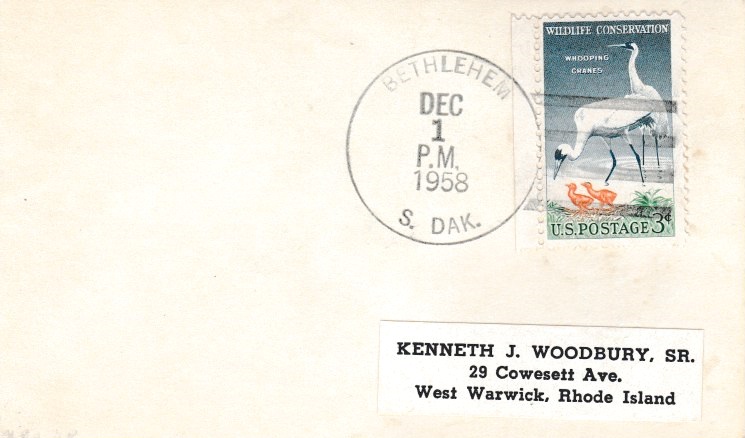 BETHLEHEM
DEC
1
P.M.
1958
S. DAK.
WILDLIFE CONSERVATION
WHOOPING
CRANES
U.S. POSTAGE 3¢
KENNETH J. WOODBURY, SR.
29 Cowesett Ave.
West Warwick, Rhode Island